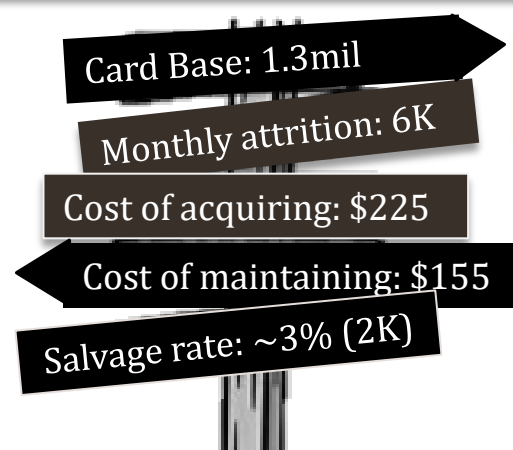 Card Base: 1.3mil
Monthly attrition: 6K
Cost of acquiring: $225
Cost of maintaining: $155
Salvage rate: ~3% (2K)